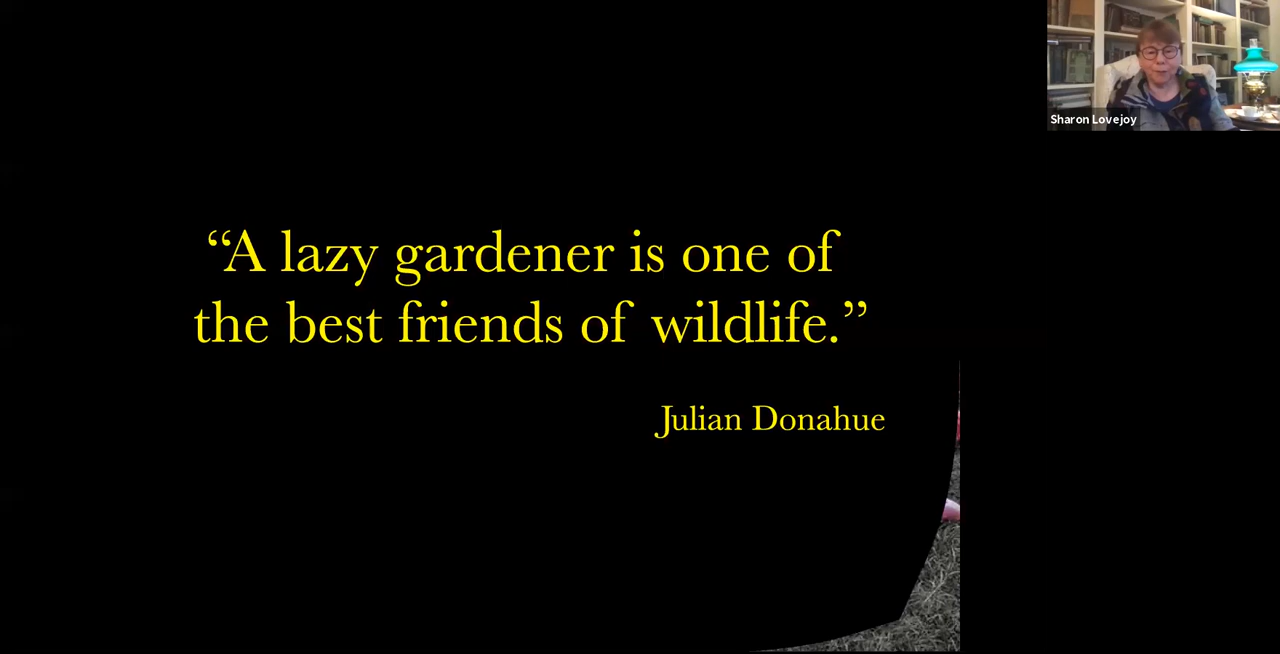 “A lazy gardener is one of
the best friends of wildlife.”
Julian Donahue
Sharon Lovejoy